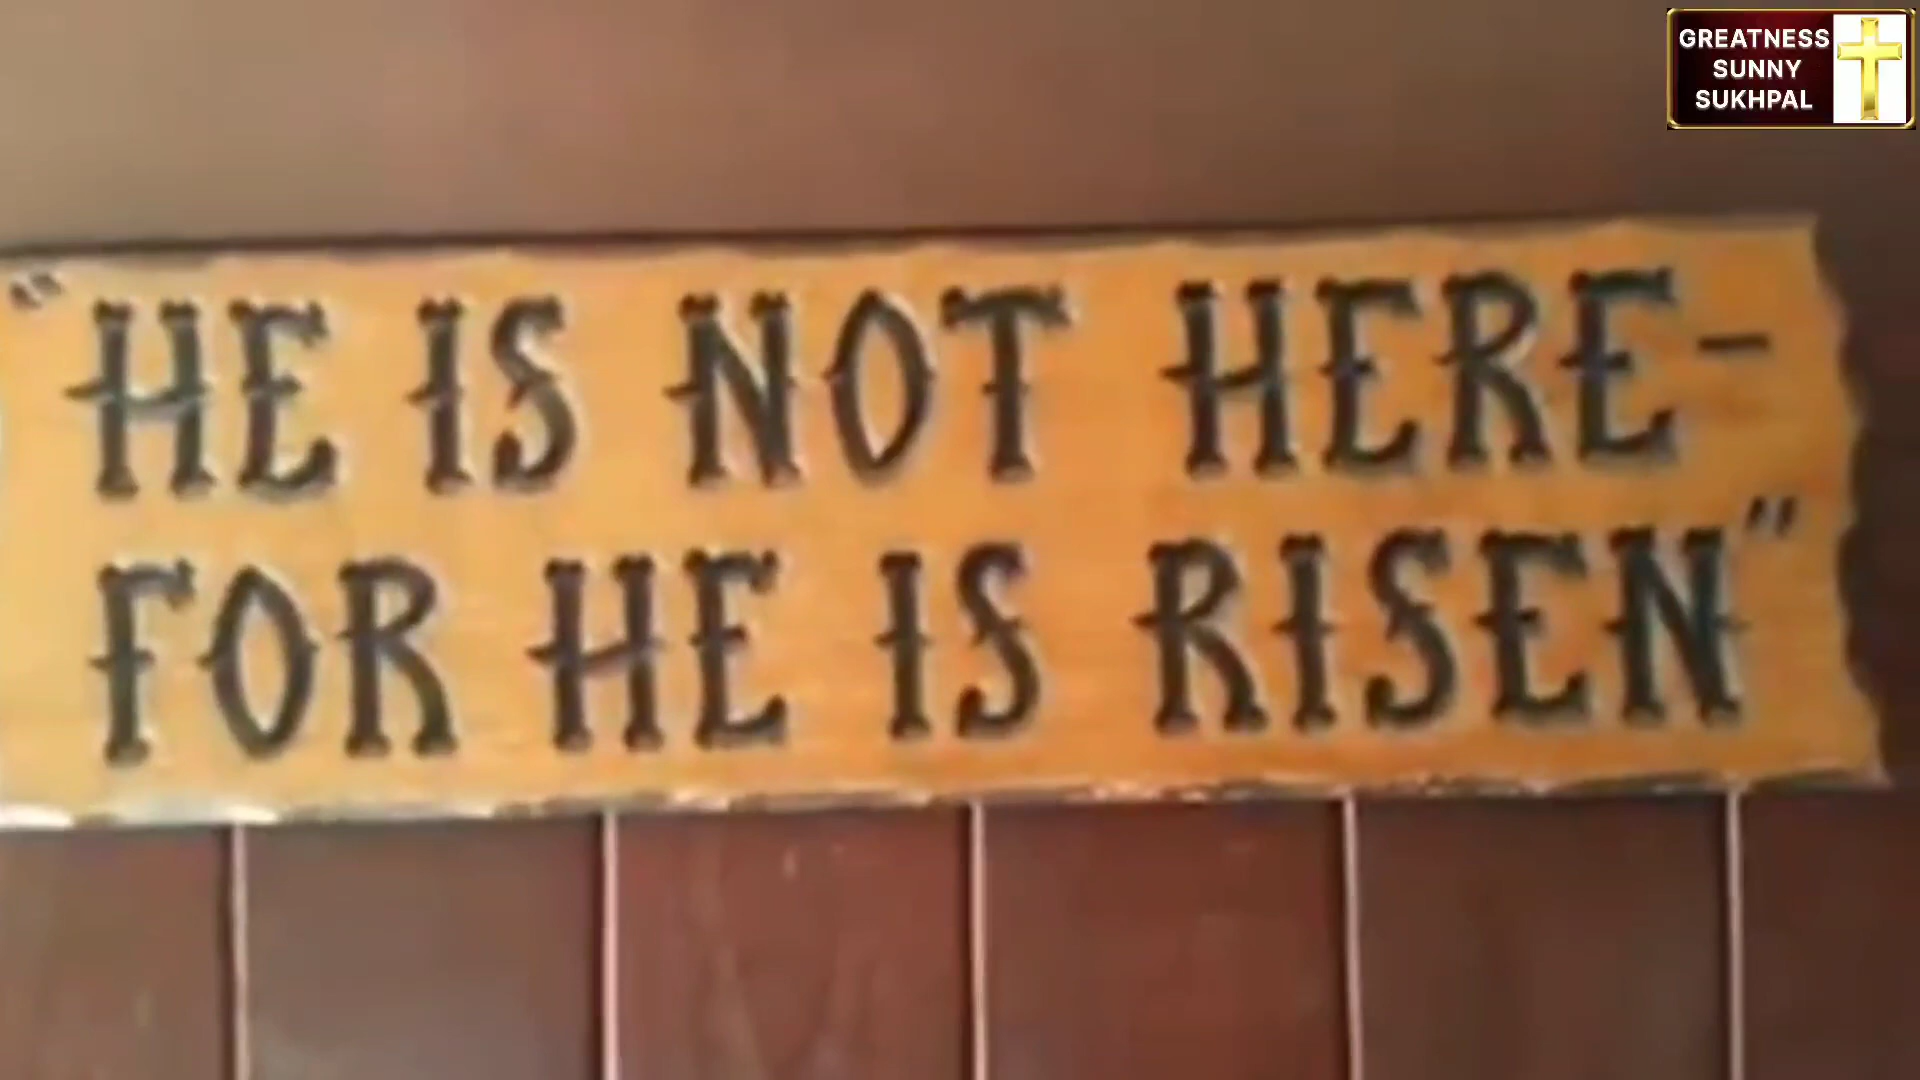 "HE IS NOT HERE-
FOR HE IS RISEN"
GREATNESS
SUNNY
SUKHPAL